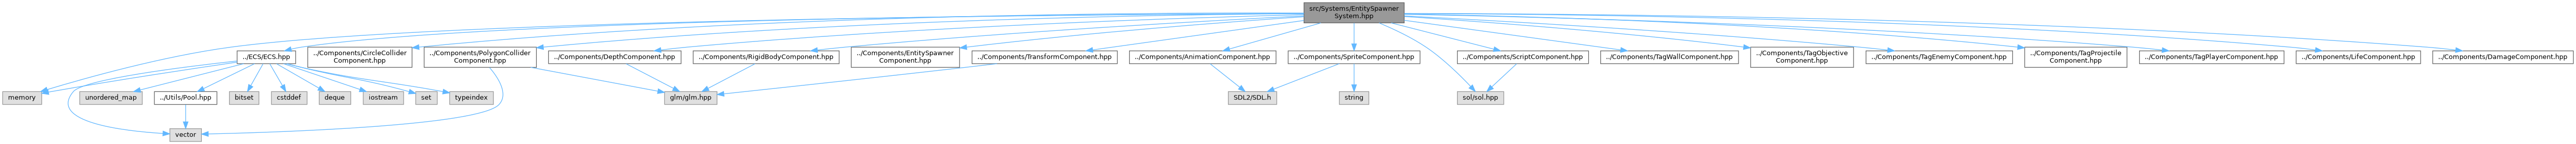 src/Systems/EntitySpawner
System.hpp
../ECS/ECS.hpp
../Components/CircleCollider
Component.hpp
../Components/PolygonCollider
Component.hpp
../Components/DepthComponent.hpp
../Components/RigidBodyComponent.hpp
../Components/EntitySpawner
Component.hpp
../Components/TransformComponent.hpp
../Components/AnimationComponent.hpp
../Components/SpriteComponent.hpp
../Components/ScriptComponent.hpp
../Components/TagWallComponent.hpp
../Components/TagObjective
Component.hpp
../Components/TagEnemyComponent.hpp
../Components/TagProjectile
Component.hpp
../Components/TagPlayerComponent.hpp
../Components/LifeComponent.hpp
../Components/DamageComponent.hpp
memory
unordered_map
../Utils/Pool.hpp
bitset
cstddef
deque
iostream
set
typeindex
glm/glm.hpp
SDL2/SDL.h
string
sol/sol.hpp
vector